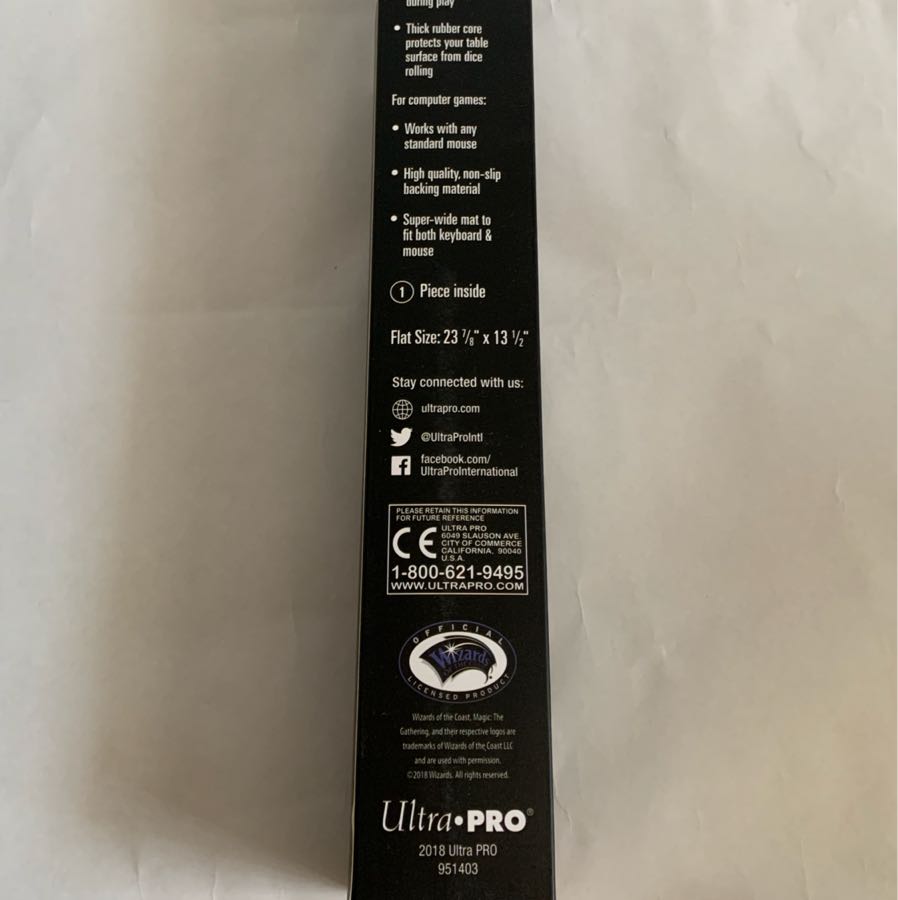 during play
• Thick rubber core
protects your table
surface from dice
rolling
For computer games:
• Works with any
standard mouse
• High quality, non-slip
backing material
• Super-wide mat to
fit both keyboard &
mouse
1 Piece inside
Flat Size: 23 7/8" x 13 1/2"
Stay connected with us:
ultrapro.com
@UltraProIntl
facebook.com/
UltraProInternational
PLEASE RETAIN THIS INFORMATION
FOR FUTURE REFERENCE
CE
ULTRA PRO
6049 SLAUSON AVE.
CITY OF COMMERCE
CALIFORNIA, 90040
U.S.A.
1-800-621-9495
WWW.ULTRAPRO.COM
OFFICIAL
Wizards
LICENSED PRODUCT
Wizards of the Coast, Magic: The
Gathering, and their respective logos are
trademarks of Wizards of the Coast LLC
and are used with permission.
©2018 Wizards. All rights reserved.
Ultra•PRO®
2018 Ultra PRO
951403